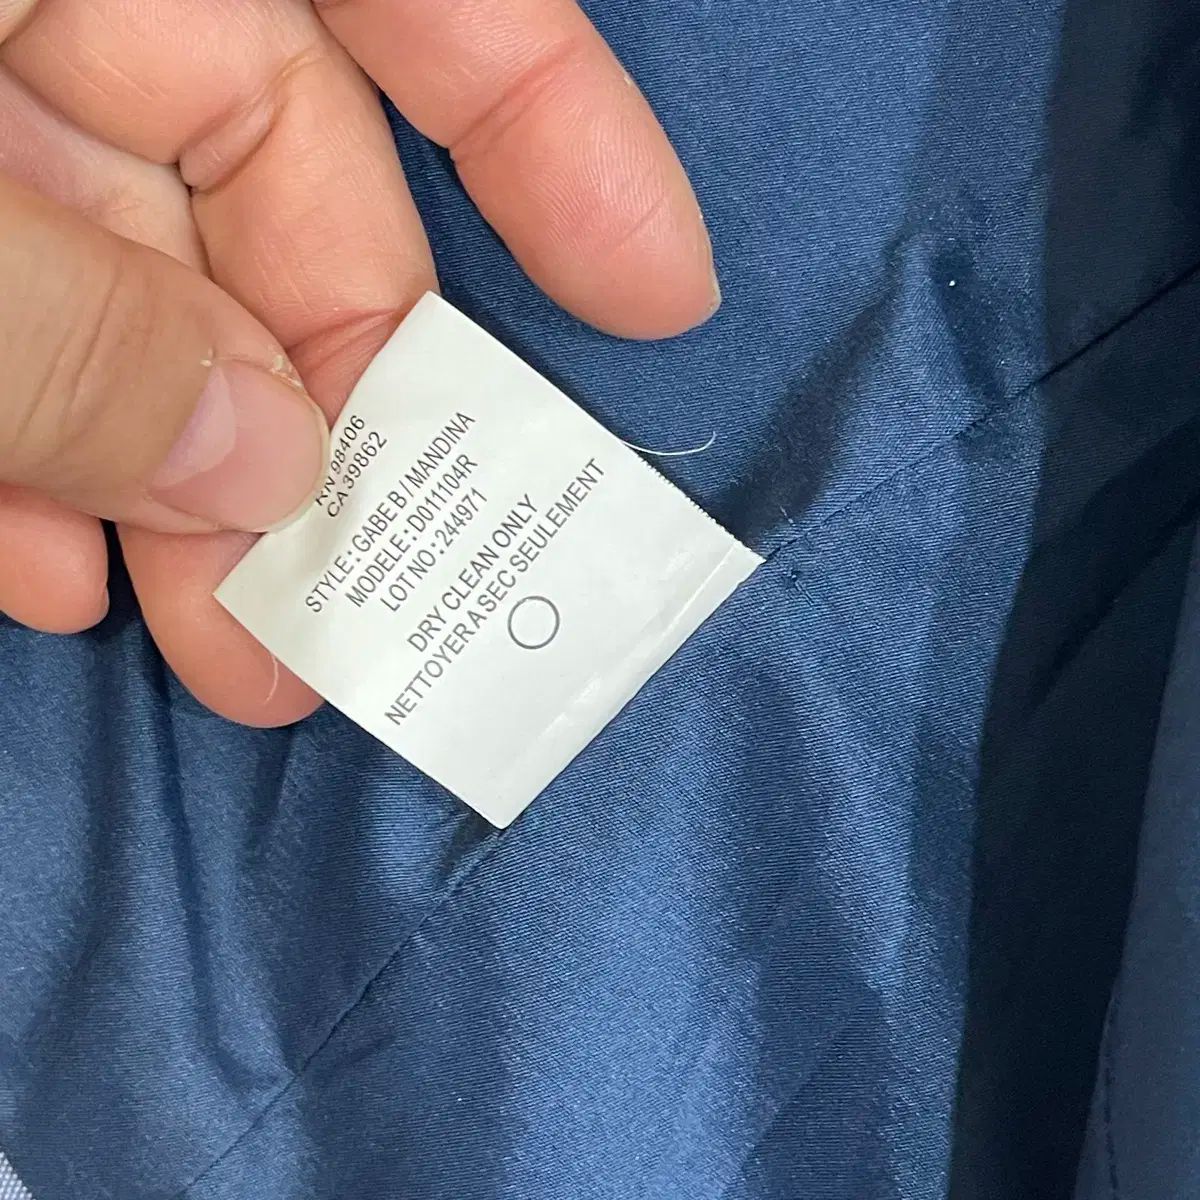 RN 98406
CA 39862
STYLE : GABE B / MANDINA
MODELE : D011104R
LOT NO : 244971
DRY CLEAN ONLY
NETTOYER A SEC SEULEMENT